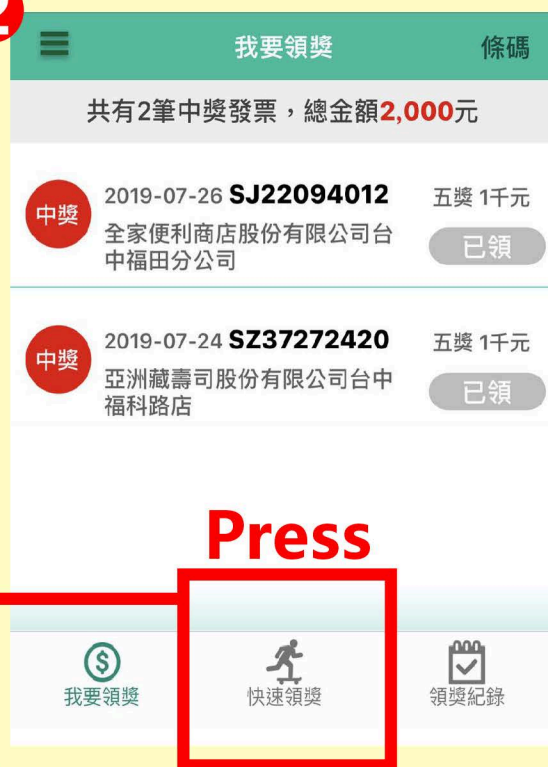 2
我要領獎
條碼
共有2筆中獎發票,總金額2,000元
中獎
2019-07-26 SJ22094012
五獎 1千元
全家便利商店股份有限公司台
中福田分公司
已領
中獎
2019-07-24 SZ37272420
五獎 1千元
亞洲藏壽司股份有限公司台中
福科路店
已領
Press
我要領獎
快速領獎
領獎紀錄